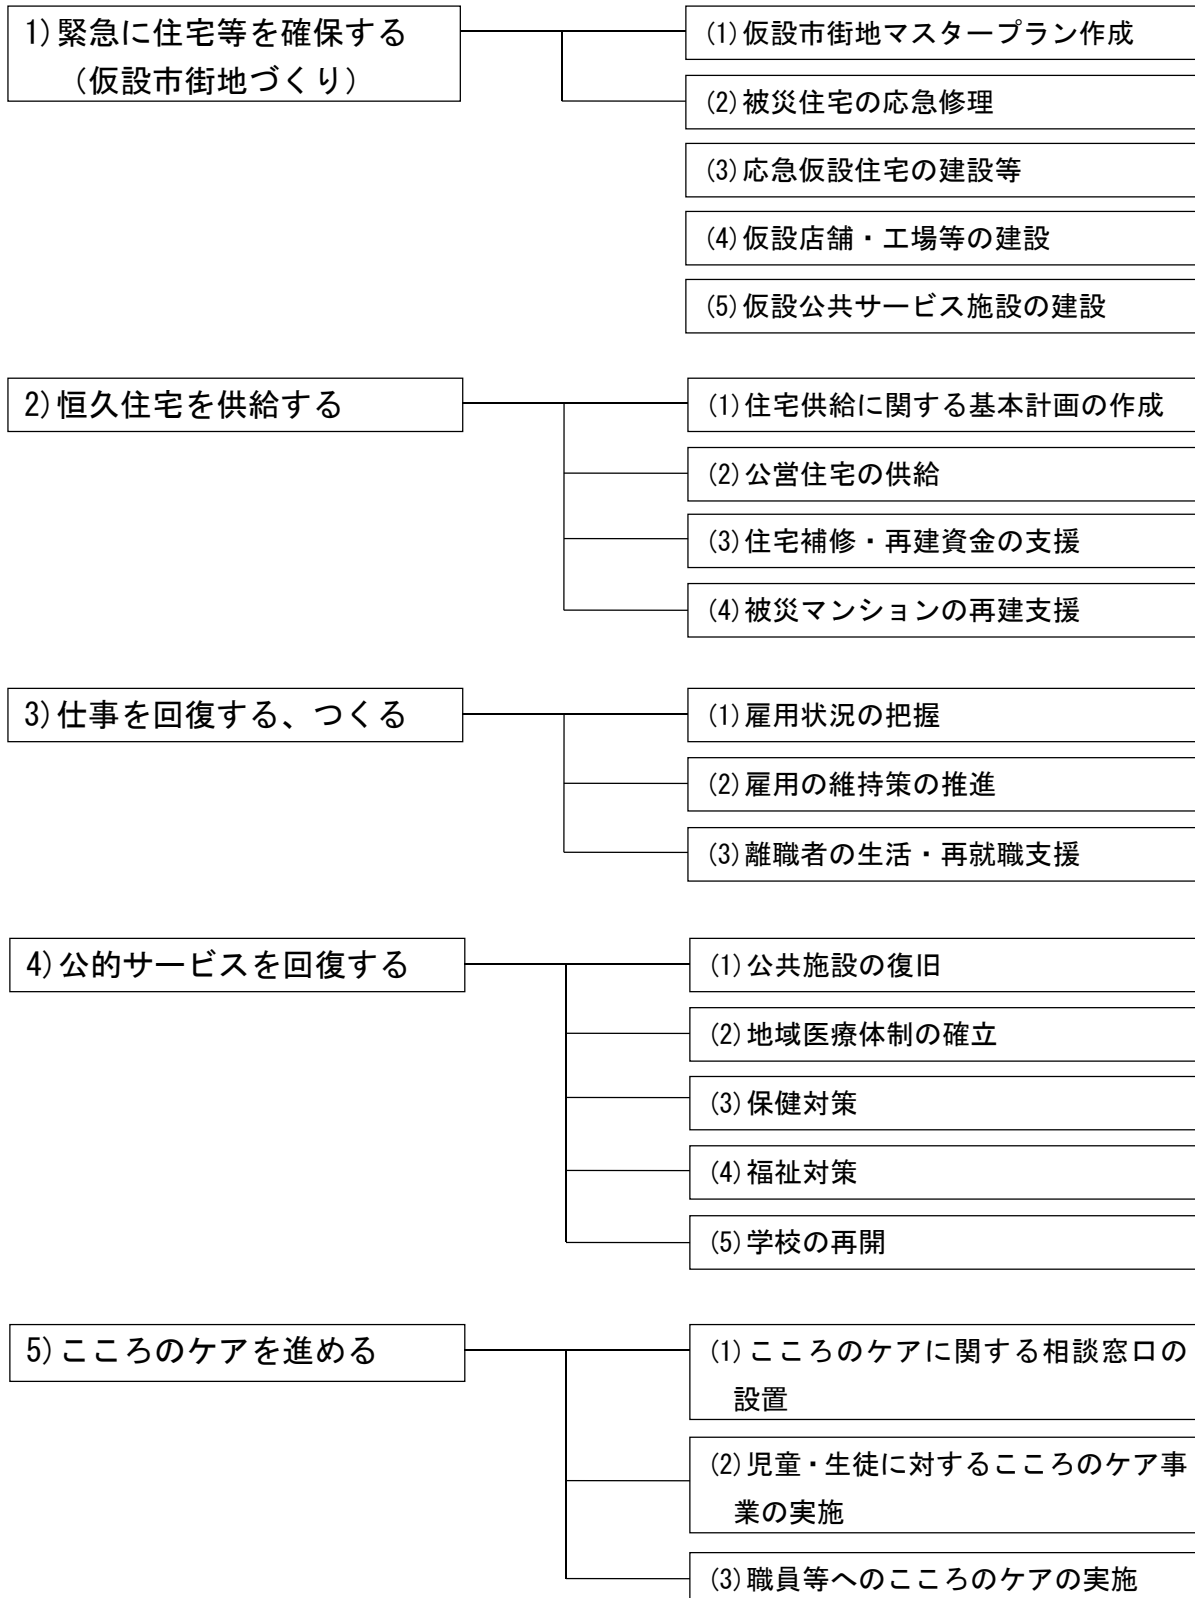 1)緊急に住宅等を確保する
（仮設市街地づくり）
(1)仮設市街地マスタープラン作成
(2)被災住宅の応急修理
(3)応急仮設住宅の建設等
(4)仮設店舗・工場等の建設
(5)仮設公共サービス施設の建設
2)恒久住宅を供給する
(1)住宅供給に関する基本計画の作成
(2)公営住宅の供給
(3)住宅補修・再建資金の支援
(4)被災マンションの再建支援
3)仕事を回復する、つくる
(1)雇用状況の把握
(2)雇用の維持策の推進
(3)離職者の生活・再就職支援
4)公的サービスを回復する
(1)公共施設の復旧
(2)地域医療体制の確立
(3)保健対策
(4)福祉対策
(5)学校の再開
5)こころのケアを進める
(1)こころのケアに関する相談窓口の
設置
(2)児童・生徒に対するこころのケア事
業の実施
(3)職員等へのこころのケアの実施